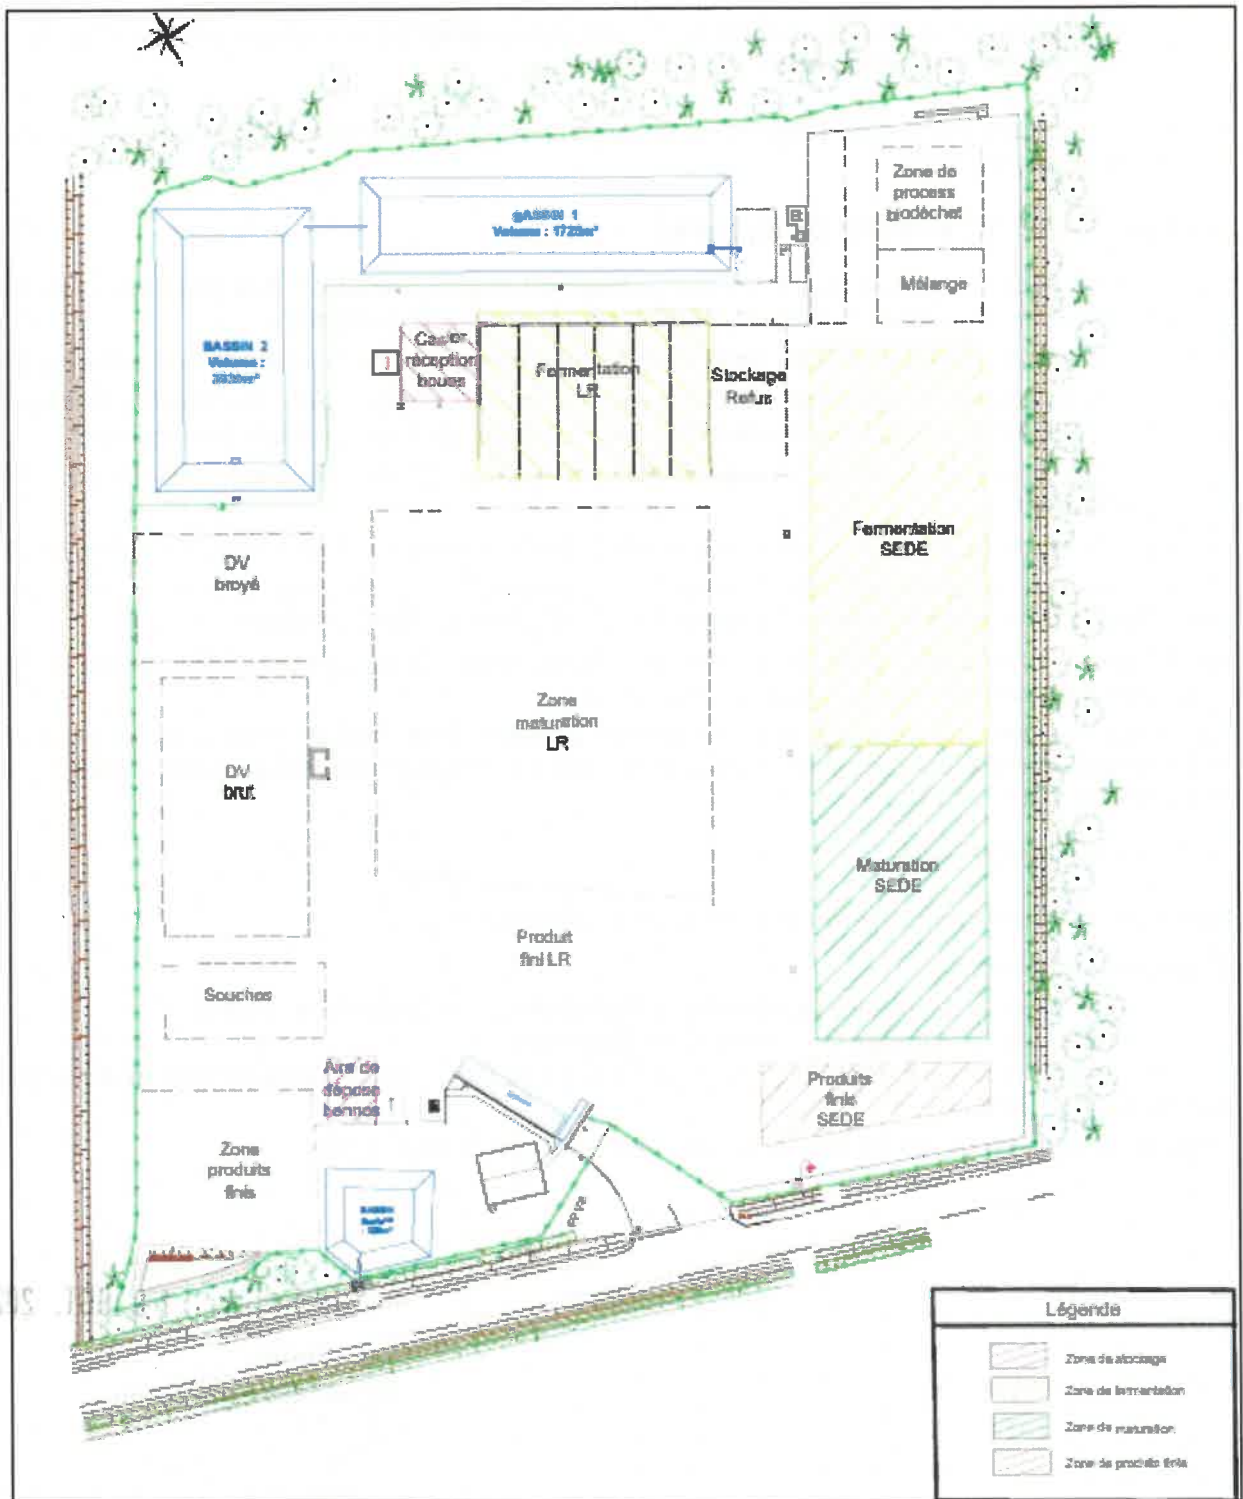 BASSIN 1
Volume : 1728m³
Zone de
process
biodéchet
Mélange
BASSIN 2
Volume :
Casier
réception
boues
Fermentation
LR
Stockage
Refus
Fermentation
SEDE
DV
broyé
Zone
maturation
LR
DV
brut
Maturation
SEDE
Produit
fini LR
Souches
Aire de
dépose
bennes
Produits
finis
SEDE
Zone
produits
finis
BASSIN
Légende
Zone de stockage
Zone de fermentation
Zone de maturation
Zone de produits finis